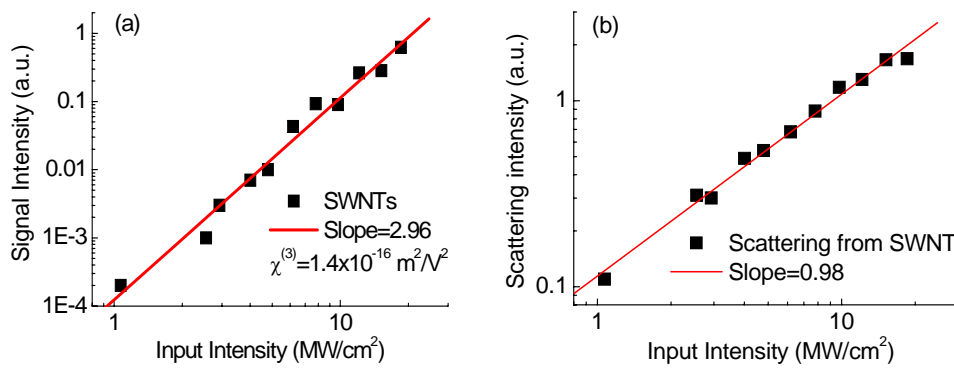 (a)
Signal Intensity (a.u.)
1
0.1
0.01
1E-3
1E-4
SWNTs
Slope=2.96
χ⁽³⁾=1.4x10⁻¹⁶ m²/V²
1
10
Input Intensity (MW/cm²)
(b)
Scattering intensity (a.u.)
1
0.1
Scattering from SWNT
Slope=0.98
1
10
Input Intensity (MW/cm²)